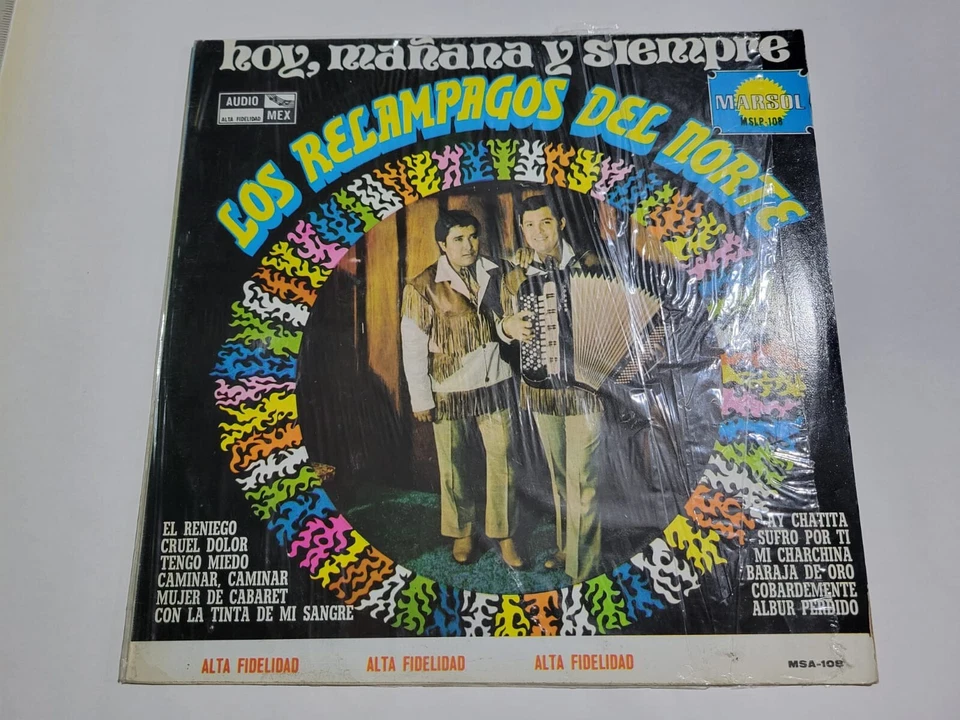 hoy, mañana y siempre
AUDIO
ALTA FIDELIDAD
MEX
MARSOL
MSLP-108
LOS RELAMPAGOS DEL NORTE
EL RENIEGO
CRUEL DOLOR
TENGO MIEDO
CAMINAR, CAMINAR
MUJER DE CABARET
CON LA TINTA DE MI SANGRE
AY CHATITA
SUFRO POR TI
MI CHARCHINA
BARAJA DE ORO
COBARDEMENTE
ALBUR PERDIDO
ALTA FIDELIDAD ALTA FIDELIDAD ALTA FIDELIDAD MSA-108